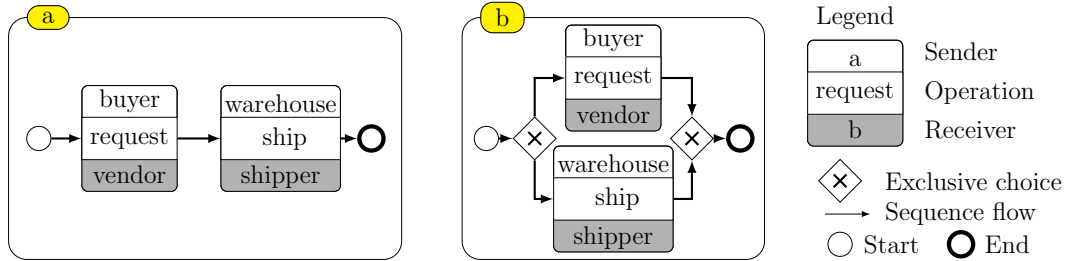 a
buyer
request
vendor
warehouse
ship
shipper
b
buyer
request
vendor
warehouse
ship
shipper
Legend
a
request
b
Sender
Operation
Receiver
Exclusive choice
Sequence flow
Start
End